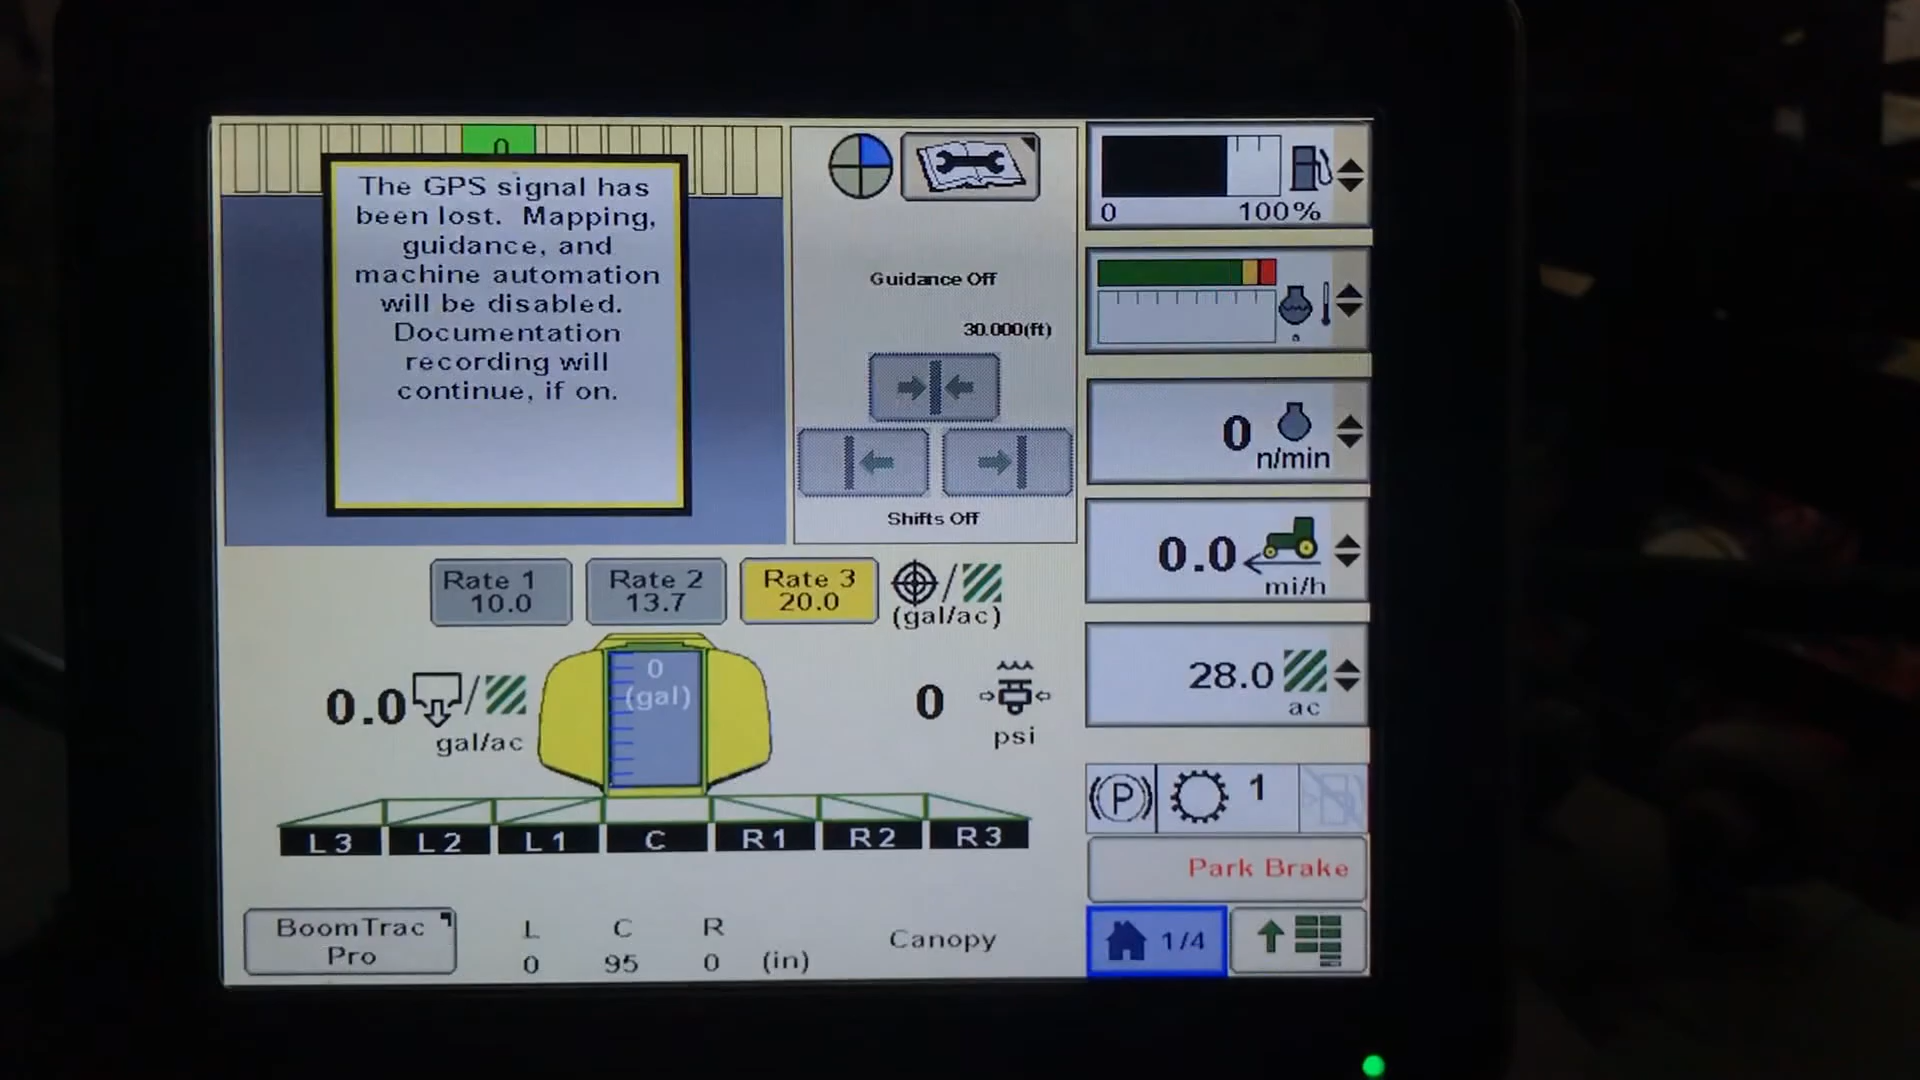 0
The GPS signal has
been lost. Mapping,
guidance, and
machine automation
will be disabled.
Documentation
recording will
continue, if on.
Guidance Off
30.000(ft)
Shifts Off
0 100%
0
n/min
0.0
mi/h
28.0
ac
Rate 1
10.0
Rate 2
13.7
Rate 3
20.0
/
(gal/ac)
0.0 /
gal/ac
0
(gal)
0
psi
L3 L2 L1 C R1 R2 R3
(P) 1
Park Brake
BoomTrac
Pro
L C R
0 95 0 (in)
Canopy
1/4